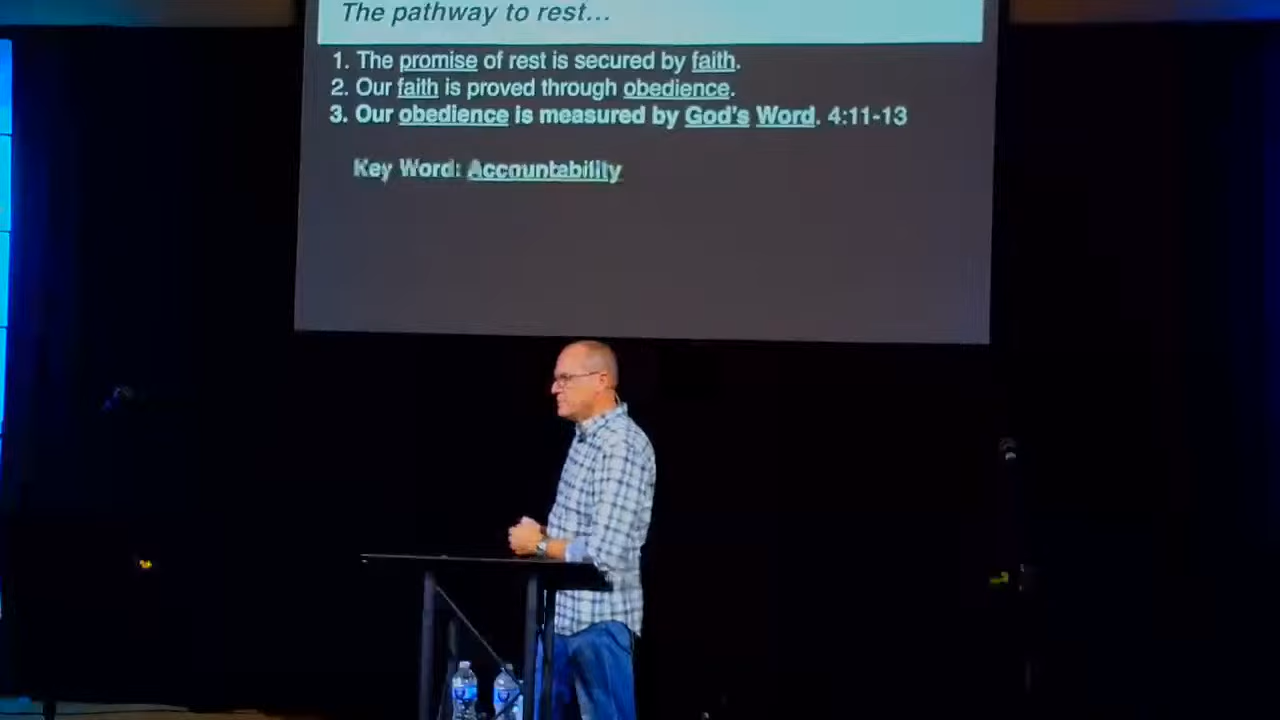 The pathway to rest...
1. The promise of rest is secured by faith.
2. Our faith is proved through obedience.
3. Our obedience is measured by God's Word. 4:11-13
Key Word: Accountability